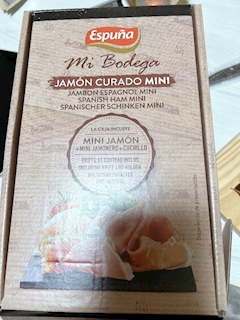 Espuña
Mi Bodega
JAMÓN CURADO MINI
JAMBON ESPAGNOL MINI
SPANISH HAM MINI
SPANISCHER SCHINKEN MINI
LA CAJA INCLUYE
MINI JAMÓN
+ MINI JAMONERO + CUCHILLO